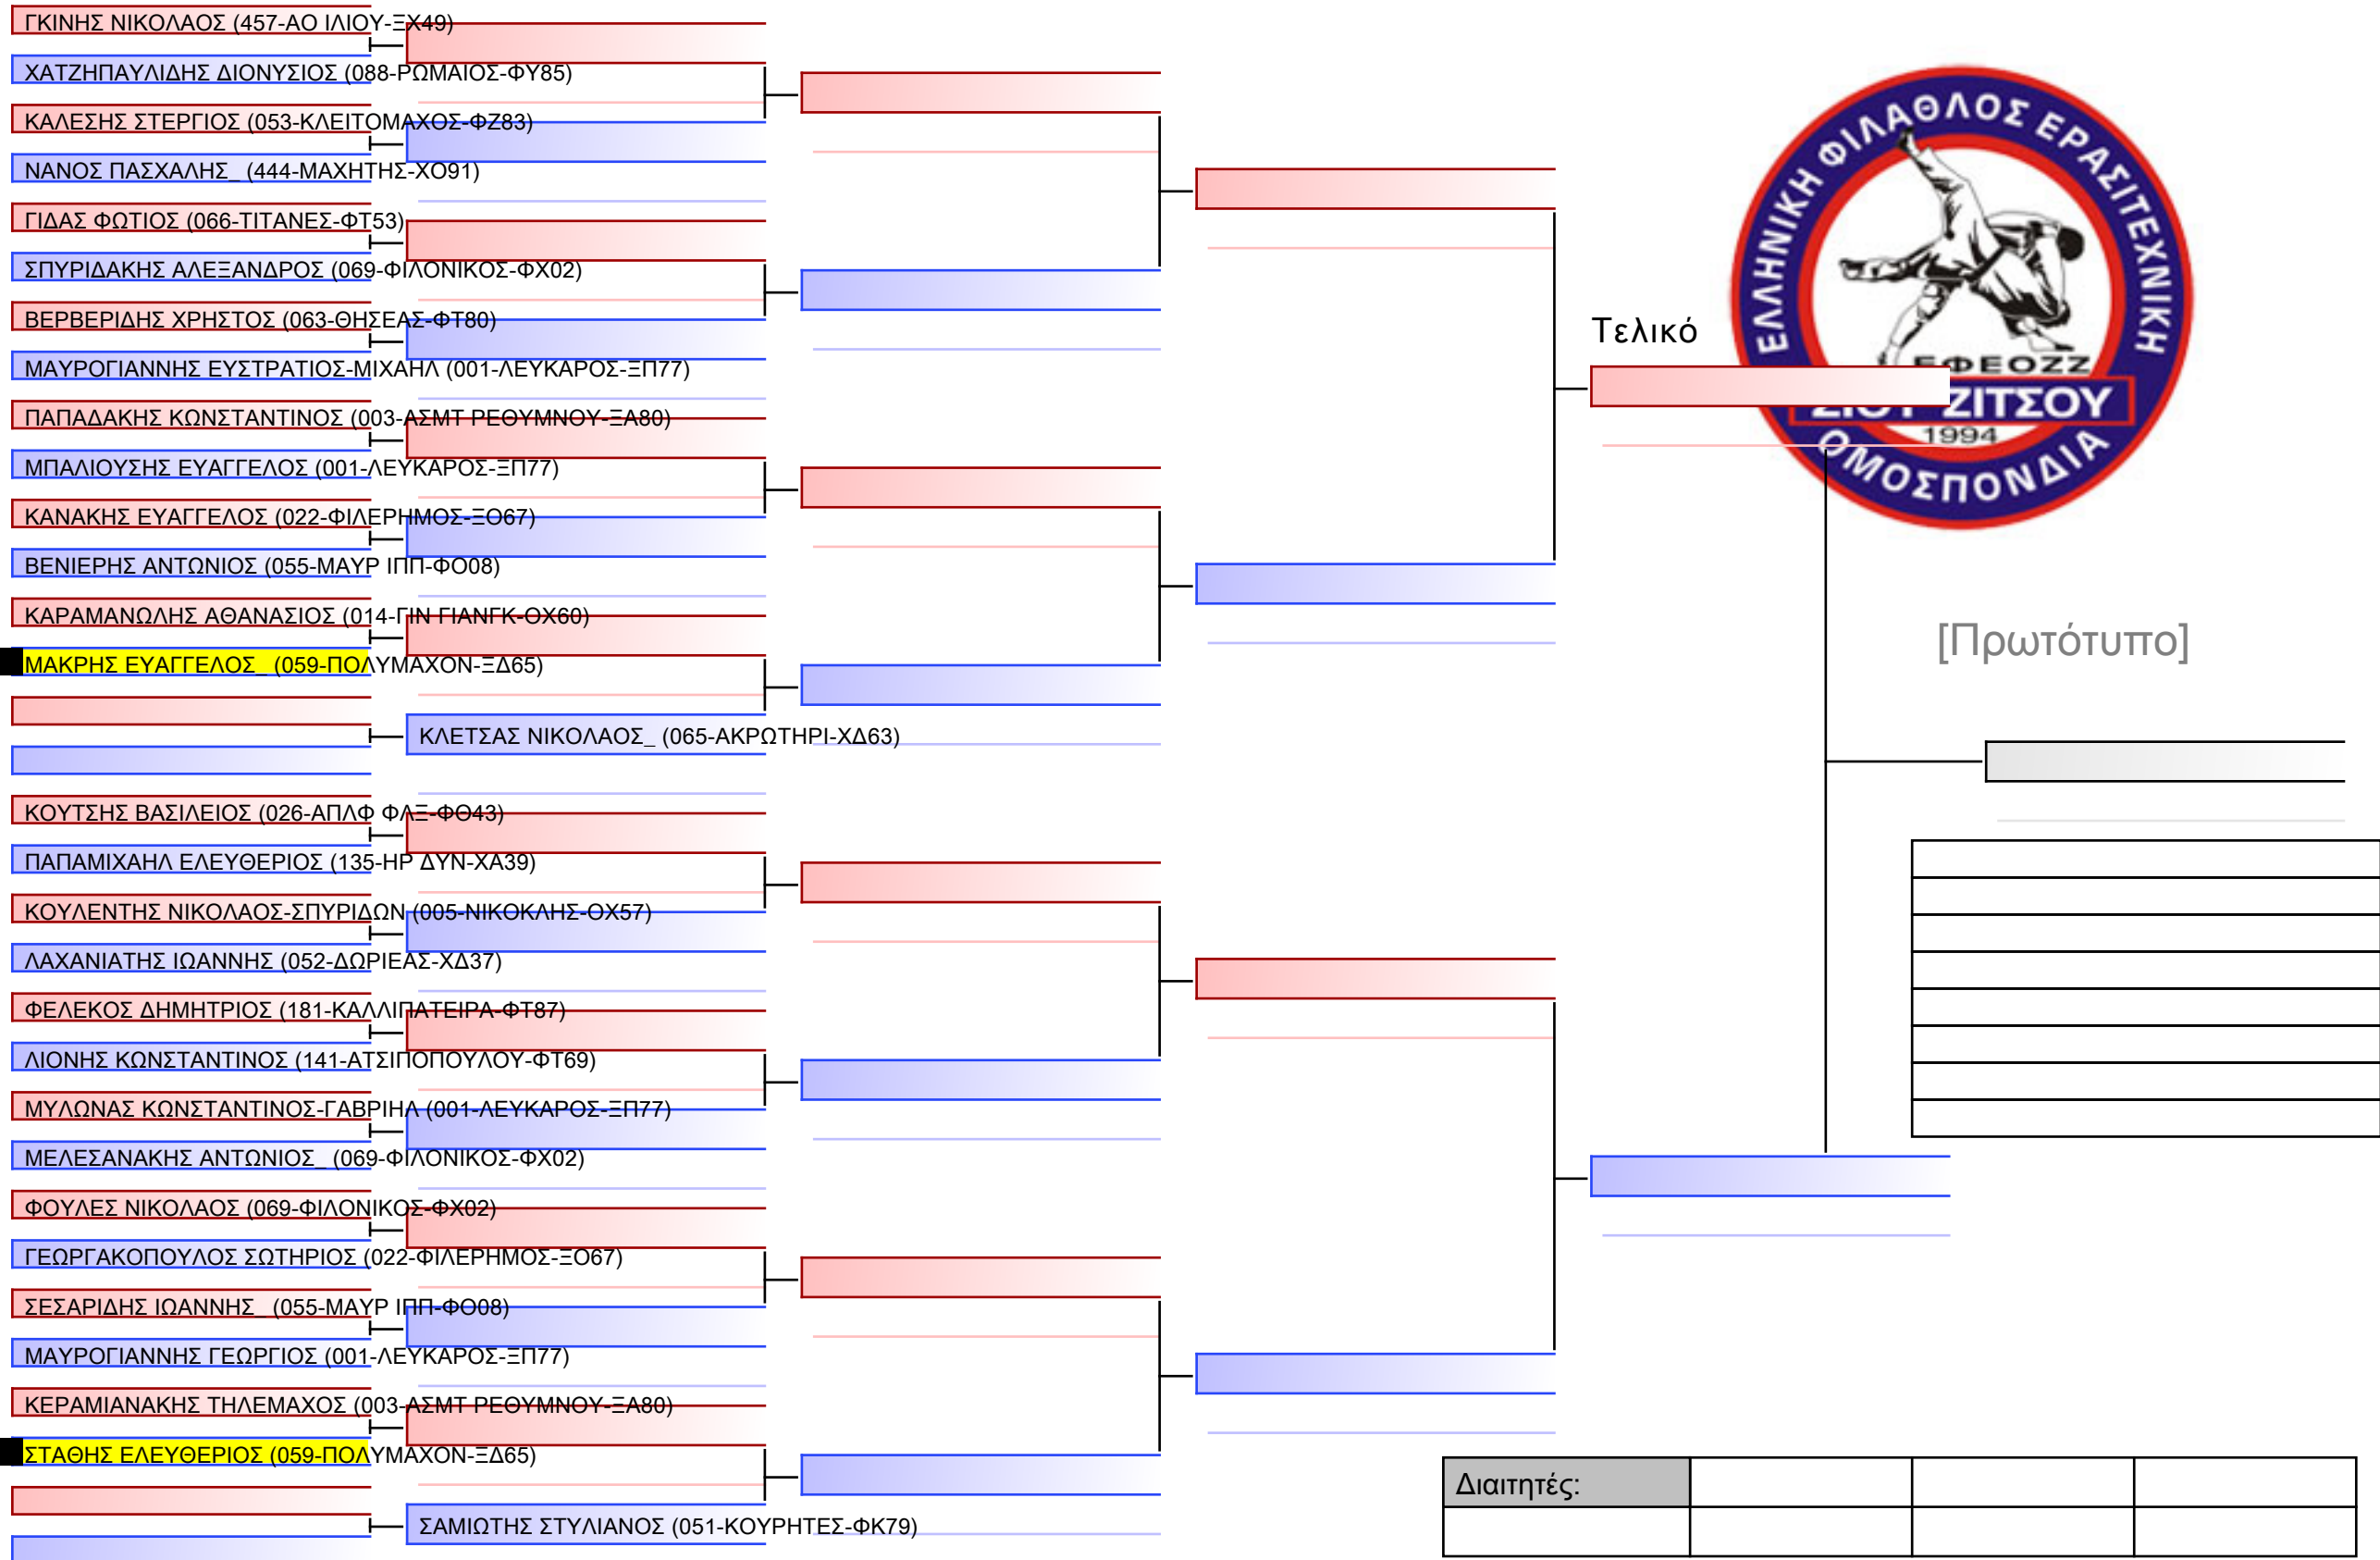 ΓΚΙΝΗΣ ΝΙΚΟΛΑΟΣ (457-ΑΟ ΙΛΙΟΥ-ΞΧ49)
ΧΑΤΖΗΠΑΥΛΙΔΗΣ ΔΙΟΝΥΣΙΟΣ (088-ΡΩΜΑΙΟΣ-ΦΥ85)
ΚΑΛΕΣΗΣ ΣΤΕΡΓΙΟΣ (053-ΚΛΕΙΤΟΜΑΧΟΣ-ΦΖ83)
ΝΑΝΟΣ ΠΑΣΧΑΛΗΣ_ (444-ΜΑΧΗΤΗΣ-ΧΟ91)
ΓΙΔΑΣ ΦΩΤΙΟΣ (066-ΤΙΤΑΝΕΣ-ΦΤ53)
ΣΠΥΡΙΔΑΚΗΣ ΑΛΕΞΑΝΔΡΟΣ (069-ΦΙΛΟΝΙΚΟΣ-ΦΧ02)
ΒΕΡΒΕΡΙΔΗΣ ΧΡΗΣΤΟΣ (063-ΘΗΣΕΑΣ-ΦΤ80)
ΜΑΥΡΟΓΙΑΝΝΗΣ ΕΥΣΤΡΑΤΙΟΣ-ΜΙΧΑΗΛ (001-ΛΕΥΚΑΡΟΣ-ΞΠ77)
ΠΑΠΑΔΑΚΗΣ ΚΩΝΣΤΑΝΤΙΝΟΣ (003-ΑΣΜΤ ΡΕΘΥΜΝΟΥ-ΞΑ80)
ΜΠΑΛΙΟΥΣΗΣ ΕΥΑΓΓΕΛΟΣ (001-ΛΕΥΚΑΡΟΣ-ΞΠ77)
ΚΑΝΑΚΗΣ ΕΥΑΓΓΕΛΟΣ (022-ΦΙΛΕΡΗΜΟΣ-ΞΟ67)
ΒΕΝΙΕΡΗΣ ΑΝΤΩΝΙΟΣ (055-ΜΑΥΡ ΙΠΠ-ΦΟ08)
ΚΑΡΑΜΑΝΩΛΗΣ ΑΘΑΝΑΣΙΟΣ (014-ΓΙΝ ΓΙΑΝΓΚ-ΟΧ60)
ΜΑΚΡΗΣ ΕΥΑΓΓΕΛΟΣ_ (059-ΠΟΛΥΜΑΧΟΝ-ΞΔ65)
ΚΛΕΤΣΑΣ ΝΙΚΟΛΑΟΣ_ (065-ΑΚΡΩΤΗΡΙ-ΧΔ63)
ΚΟΥΤΣΗΣ ΒΑΣΙΛΕΙΟΣ (026-ΑΠΛΦ ΦΛΞ-ΦΘ43)
ΠΑΠΑΜΙΧΑΗΛ ΕΛΕΥΘΕΡΙΟΣ (135-ΗΡ ΔΥΝ-ΧΑ39)
ΚΟΥΛΕΝΤΗΣ ΝΙΚΟΛΑΟΣ-ΣΠΥΡΙΔΩΝ (005-ΝΙΚΟΚΛΗΣ-ΟΧ57)
ΛΑΧΑΝΙΑΤΗΣ ΙΩΑΝΝΗΣ (052-ΔΩΡΙΕΑΣ-ΧΔ37)
ΦΕΛΕΚΟΣ ΔΗΜΗΤΡΙΟΣ (181-ΚΑΛΛΙΠΑΤΕΙΡΑ-ΦΤ87)
ΛΙΟΝΗΣ ΚΩΝΣΤΑΝΤΙΝΟΣ (141-ΑΤΣΙΠΟΠΟΥΛΟΥ-ΦΤ69)
ΜΥΛΩΝΑΣ ΚΩΝΣΤΑΝΤΙΝΟΣ-ΓΑΒΡΙΗΛ (001-ΛΕΥΚΑΡΟΣ-ΞΠ77)
ΜΕΛΕΣΑΝΑΚΗΣ ΑΝΤΩΝΙΟΣ_ (069-ΦΙΛΟΝΙΚΟΣ-ΦΧ02)
ΦΟΥΛΕΣ ΝΙΚΟΛΑΟΣ (069-ΦΙΛΟΝΙΚΟΣ-ΦΧ02)
ΓΕΩΡΓΑΚΟΠΟΥΛΟΣ ΣΩΤΗΡΙΟΣ (022-ΦΙΛΕΡΗΜΟΣ-ΞΟ67)
ΣΕΣΑΡΙΔΗΣ ΙΩΑΝΝΗΣ_ (055-ΜΑΥΡ ΙΠΠ-ΦΟ08)
ΜΑΥΡΟΓΙΑΝΝΗΣ ΓΕΩΡΓΙΟΣ (001-ΛΕΥΚΑΡΟΣ-ΞΠ77)
ΚΕΡΑΜΙΑΝΑΚΗΣ ΤΗΛΕΜΑΧΟΣ (003-ΑΣΜΤ ΡΕΘΥΜΝΟΥ-ΞΑ80)
ΣΤΑΘΗΣ ΕΛΕΥΘΕΡΙΟΣ (059-ΠΟΛΥΜΑΧΟΝ-ΞΔ65)
ΣΑΜΙΩΤΗΣ ΣΤΥΛΙΑΝΟΣ (051-ΚΟΥΡΗΤΕΣ-ΦΚ79)
Τελικό
ΕΛΛΗΝΙΚΗ ΦΙΛΑΘΛΟΣ ΕΡΑΣΙΤΕΧΝΙΚΗ
ΕΦΕΟΖΖ
ΖΙΟΥ ΖΙΤΣΟΥ
1994
ΟΜΟΣΠΟΝΔΙΑ
[Πρωτότυπο]
Διαιτητές: